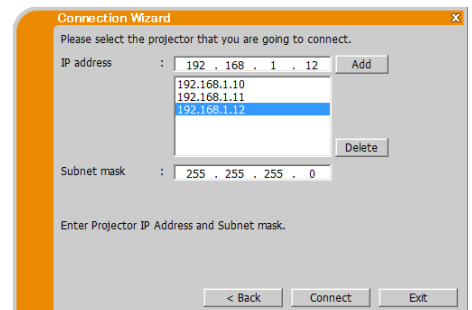 Connection Wizard x
Please select the projector that you are going to connect.
IP address : 192 . 168 . 1 . 12 Add
192.168.1.10
192.168.1.11
192.168.1.12
Delete
Subnet mask : 255 . 255 . 255 . 0
Enter Projector IP Address and Subnet mask.
< Back Connect Exit